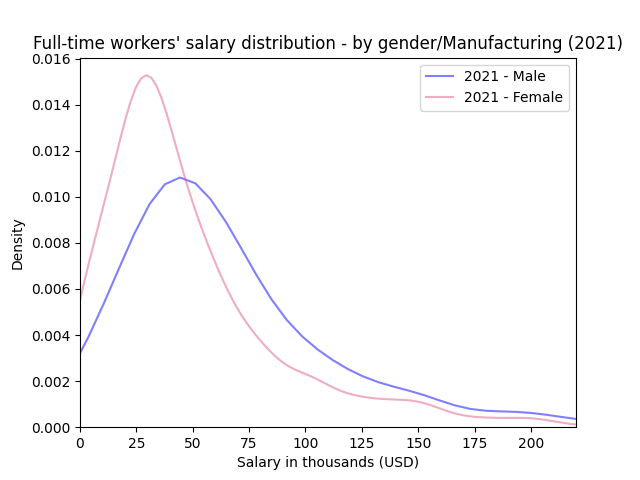 Full-time workers' salary distribution - by gender/Manufacturing (2021)
2021 - Male
2021 - Female
Density
0.016
0.014
0.012
0.010
0.008
0.006
0.004
0.002
0.000
0 25 50 75 100 125 150 175 200
Salary in thousands (USD)